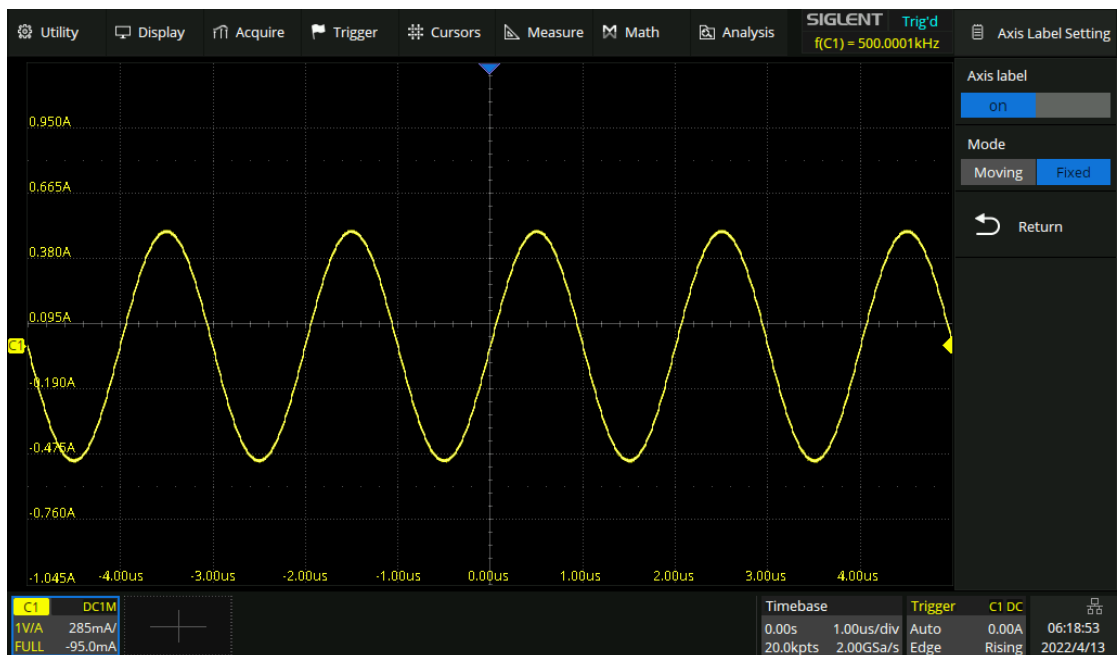 Utility Display Acquire Trigger Cursors Measure Math Analysis
SIGLENT Trig'd
f(C1) = 500.0001kHz
Axis Label Setting
Axis label
on
Mode
Moving Fixed
Return
0.950A
0.665A
0.380A
0.095A
C1
-0.190A
-0.475A
-0.760A
-1.045A -4.00us -3.00us -2.00us -1.00us 0.00us 1.00us 2.00us 3.00us 4.00us
C1 DC1M
1V/A 285mA/
FULL -95.0mA
Timebase
0.00s 1.00us/div
20.0kpts 2.00GSa/s
Trigger C1 DC
Auto 0.00A
Edge Rising
06:18:53
2022/4/13